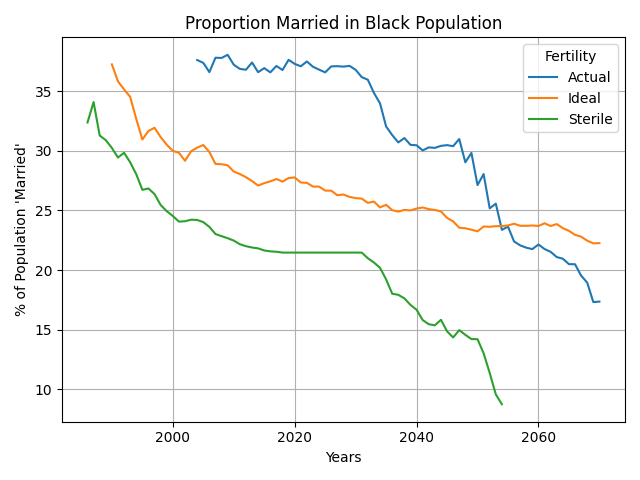 Proportion Married in Black Population
% of Population 'Married'
35
30
25
20
15
10
Fertility
Actual
Ideal
Sterile
2000
2020
2040
2060
Years